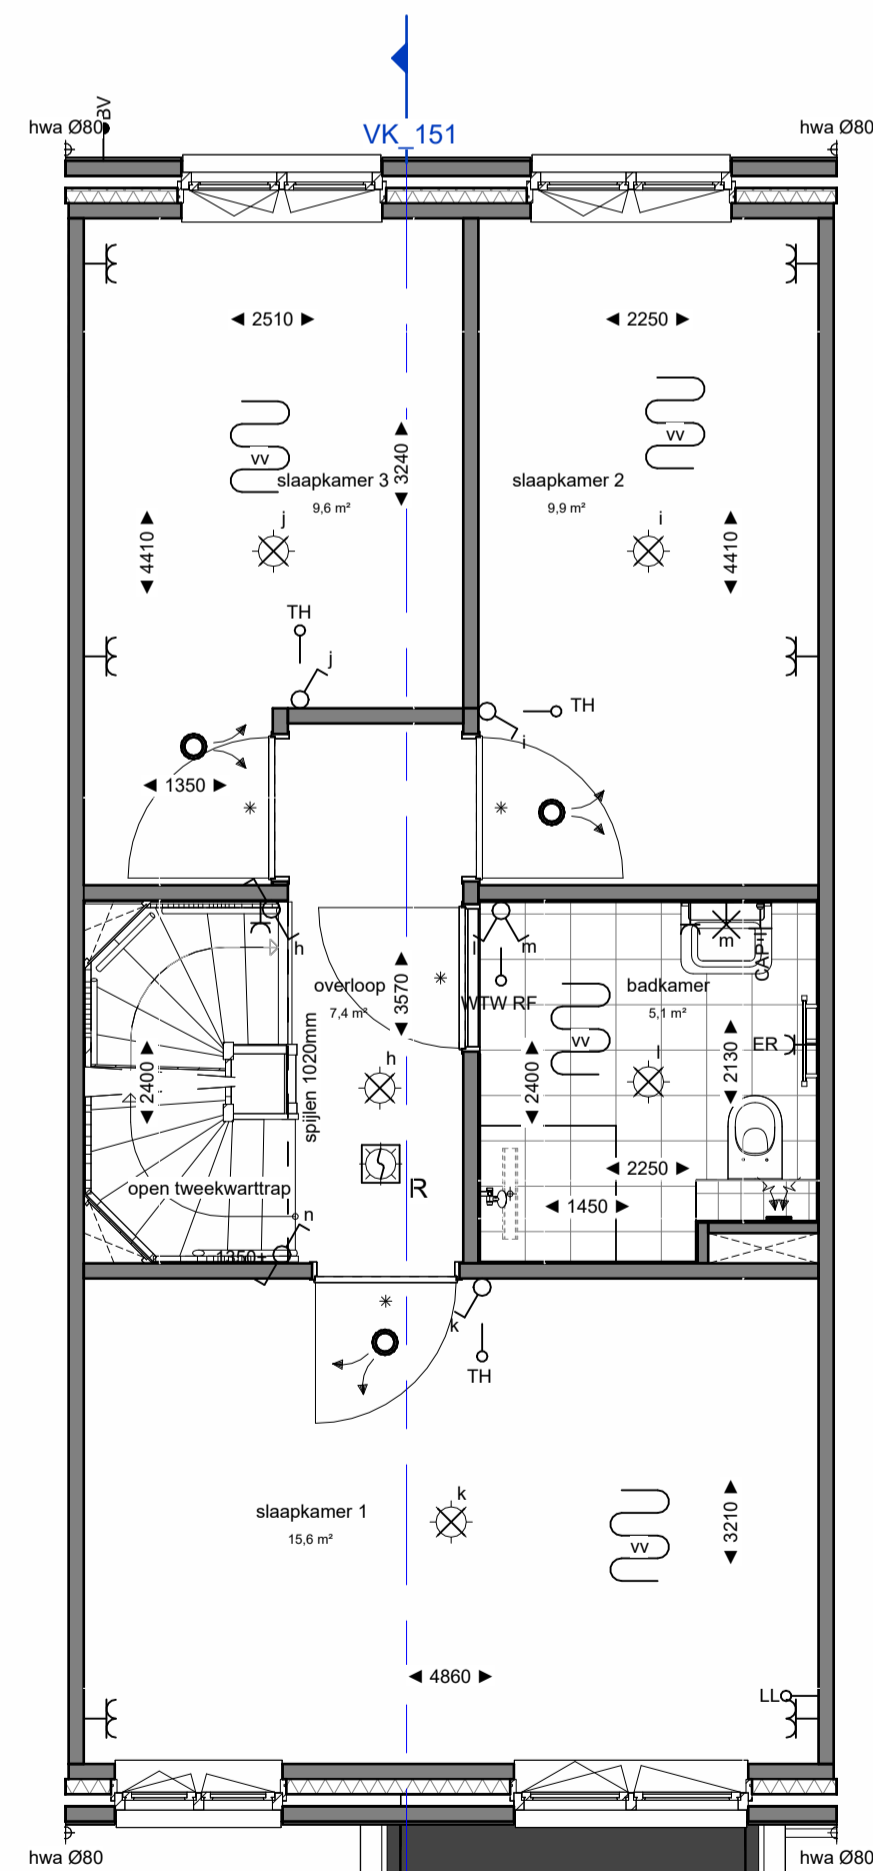 BV
hwa Ø80
hwa Ø80
VK_151
2510
2250
vv
vv
3240
slaapkamer 3
9,6 m²
slaapkamer 2
9,9 m²
j
i
4410
4410
TH
j
TH
i
1350
h
l
m
m
CAP
WTW RF
overloop
7,4 m²
3570
badkamer
5,1 m²
vv
ER
h
l
2400
2400
2130
spijlen 1020mm
2250
open tweekwarttrap
R
1450
n
1350+
k
TH
slaapkamer 1
15,6 m²
k
vv
3210
4860
LL
hwa Ø80
hwa Ø80